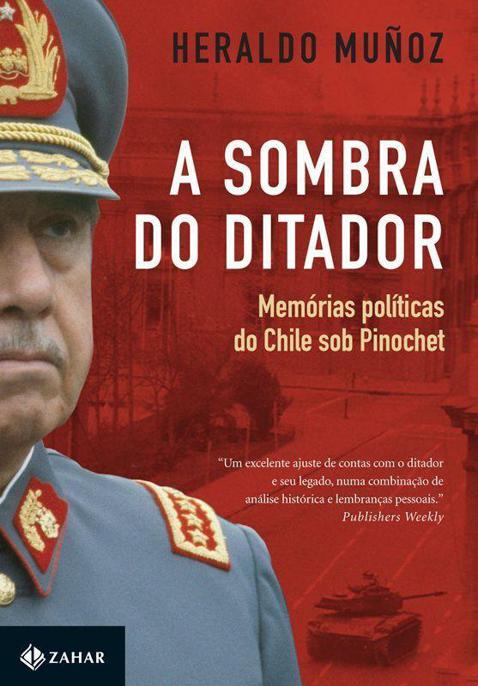 HERALDO MUÑOZ
A SOMBRA
DO DITADOR
Memórias políticas
do Chile sob Pinochet
“Um excelente ajuste de contas com o ditador
e seu legado, numa combinação de
análise histórica e lembranças pessoais.”
Publishers Weekly
ZAHAR